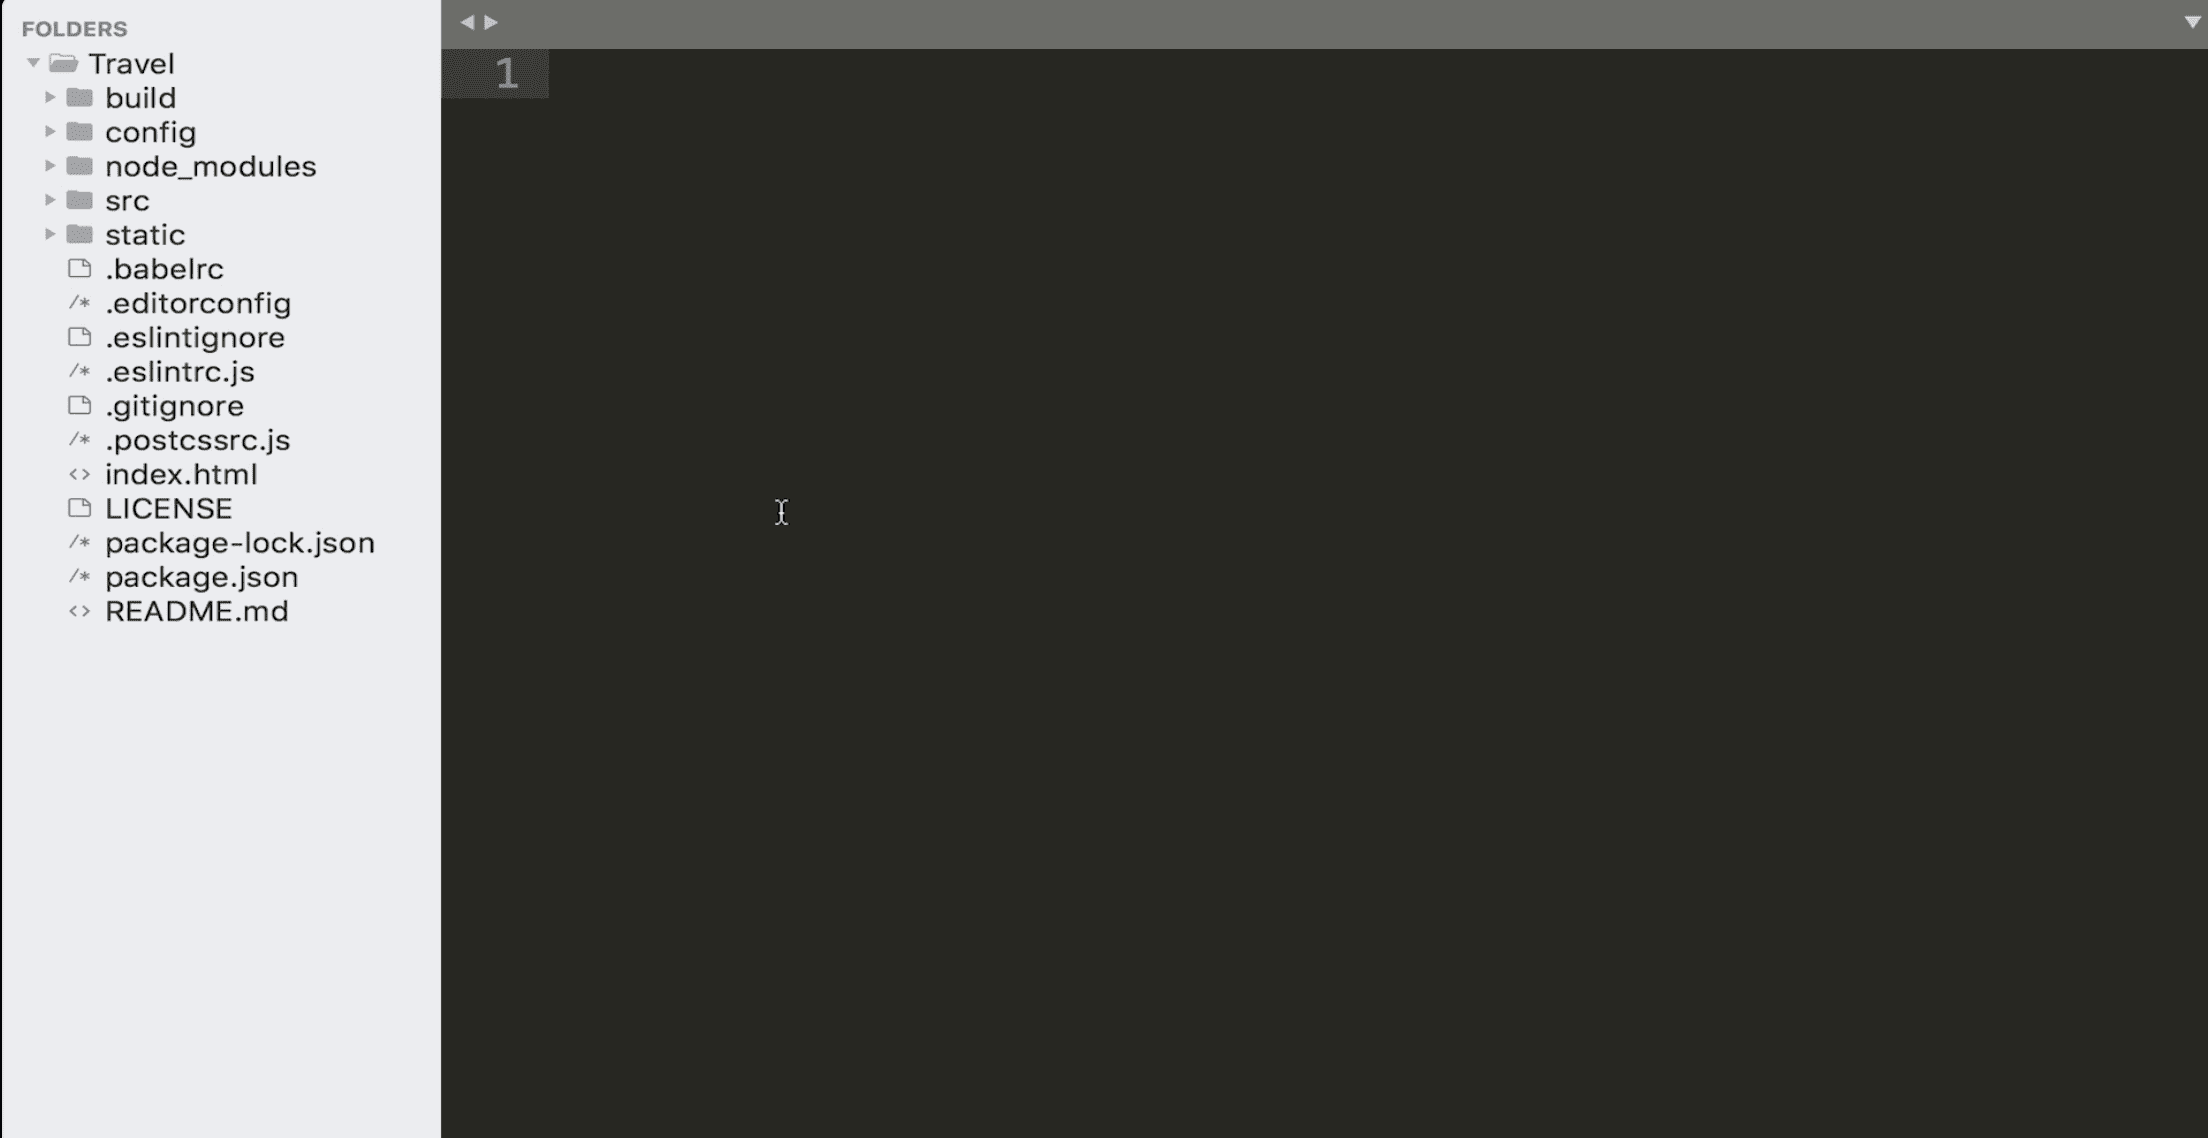 FOLDERS
Travel
build
config
node_modules
src
static
.babelrc
/* .editorconfig
.eslintignore
/* .eslintrc.js
.gitignore
/* .postcssrc.js
<> index.html
LICENSE
/* package-lock.json
/* package.json
<> README.md
1